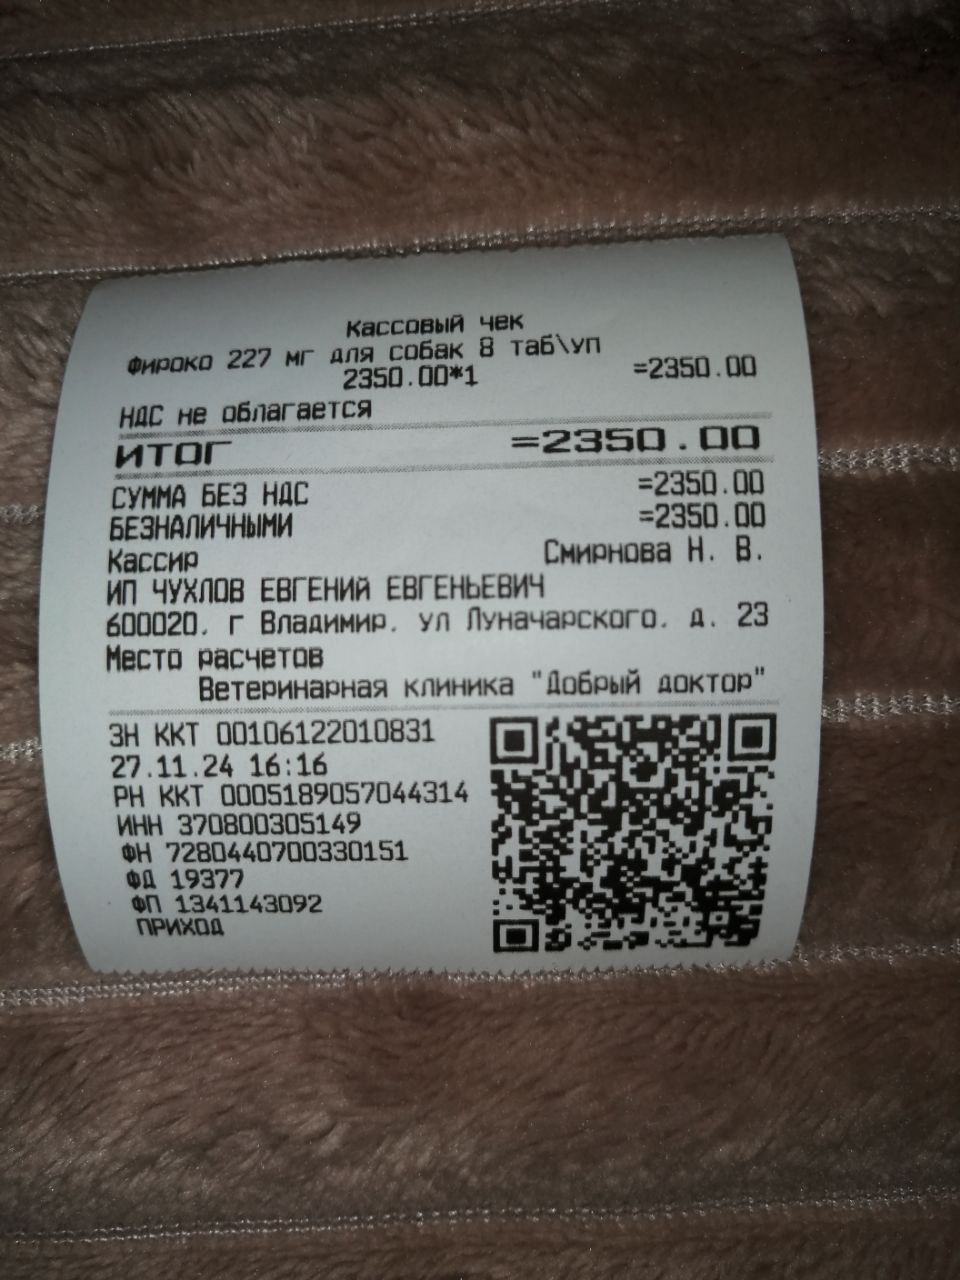 Кассовый чек
Фироко 227 мг для собак 8 таб\уп
2350.00*1 =2350.00
НДС не облагается
ИТОГ =2350.00
СУММА БЕЗ НДС =2350.00
БЕЗНАЛИЧНЫМИ =2350.00
Кассир Смирнова Н. В.
ИП ЧУХЛОВ ЕВГЕНИЙ ЕВГЕНЬЕВИЧ
600020, г Владимир, ул Луначарского, д. 23
Место расчетов
Ветеринарная клиника "Добрый доктор"
ЗН ККТ 00106122010831
27.11.24 16:16
РН ККТ 0005189057044314
ИНН 370800305149
ФН 7280440700330151
ФД 19377
ФП 1341143092
ПРИХОД